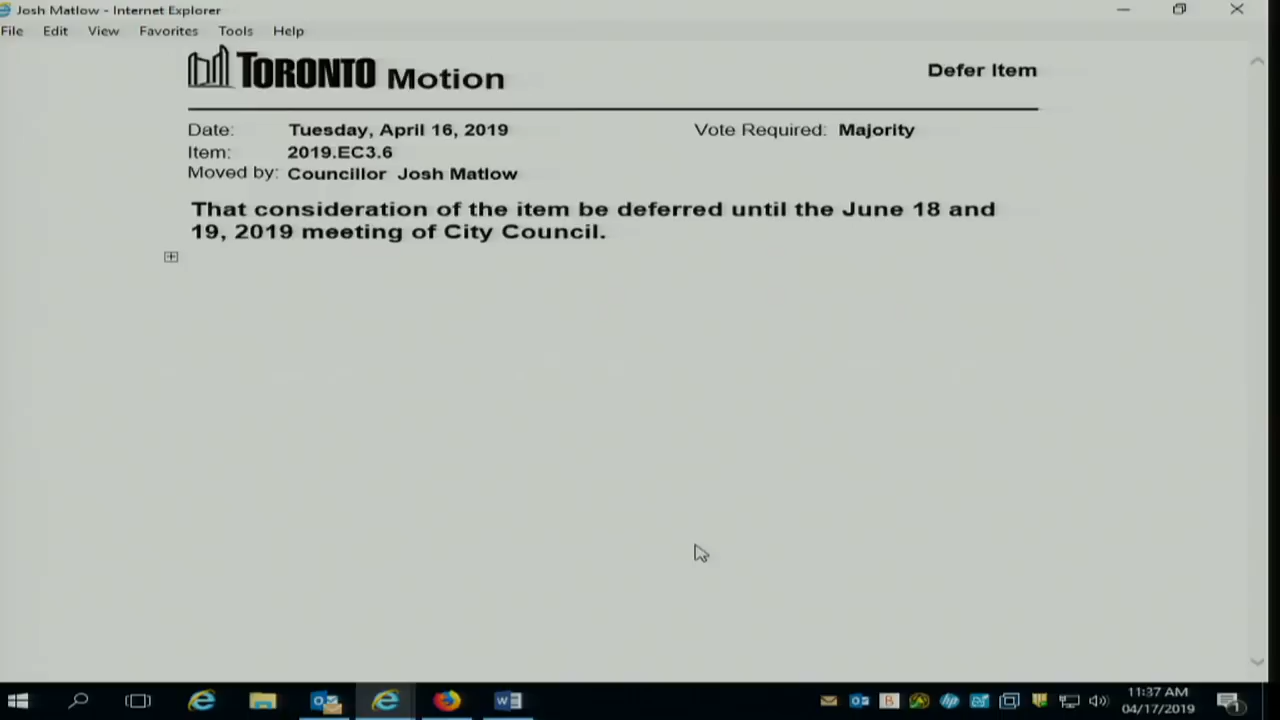 Josh Matlow - Internet Explorer
File Edit View Favorites Tools Help
TORONTO Motion
Defer Item
Date: Tuesday, April 16, 2019 Vote Required: Majority
Item: 2019.EC3.6
Moved by: Councillor Josh Matlow
That consideration of the item be deferred until the June 18 and
19, 2019 meeting of City Council.
11:37 AM
04/17/2019